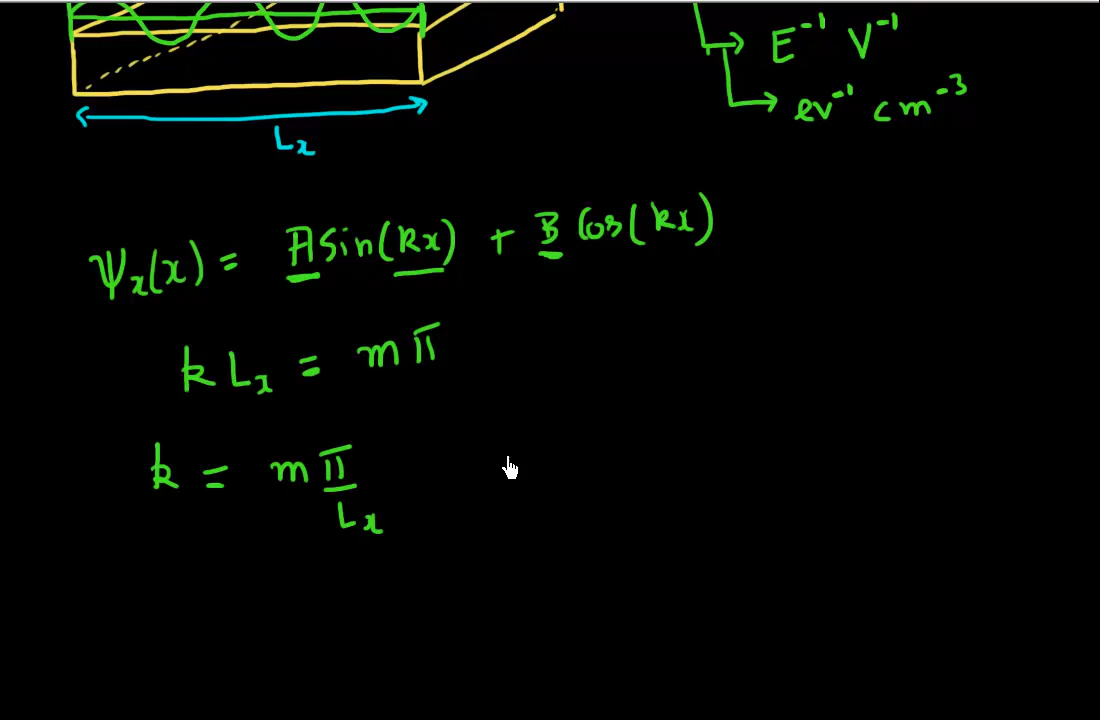 E⁻¹ V⁻¹
ev⁻¹ cm⁻³
Lₓ
ψₓ(x) = A Sin(kx) + B Cos(kx)
k Lₓ = m π
k = m π/Lₓ